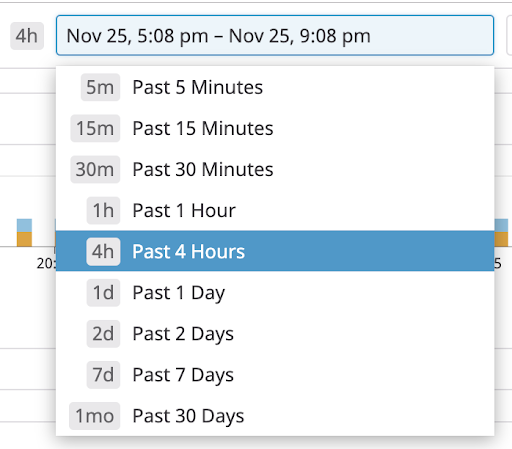 4h Nov 25, 5:08 pm – Nov 25, 9:08 pm
5m Past 5 Minutes
15m Past 15 Minutes
30m Past 30 Minutes
1h Past 1 Hour
4h Past 4 Hours
20: 5
1d Past 1 Day
2d Past 2 Days
7d Past 7 Days
1mo Past 30 Days